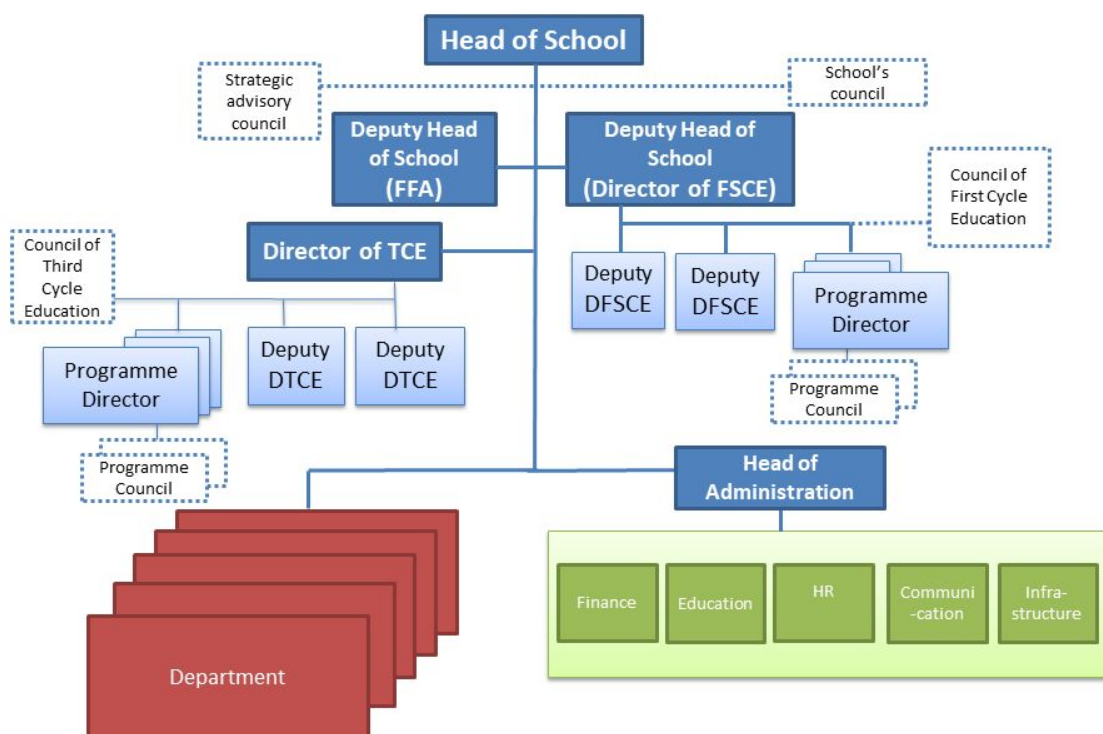 Head of School
Strategic
advisory
council
School's
council
Deputy Head
of School
(FFA)
Deputy Head of
School
(Director of FSCE)
Council of
First Cycle
Education
Council of
Third
Cycle
Education
Director of TCE
Deputy
DFSCE
Deputy
DFSCE
Programme
Director
Programme
Council
Programme
Director
Deputy
DTCE
Deputy
DTCE
Programme
Council
Head of
Administration
Finance
Education
HR
Communi
-cation
Infra-
structure
Department